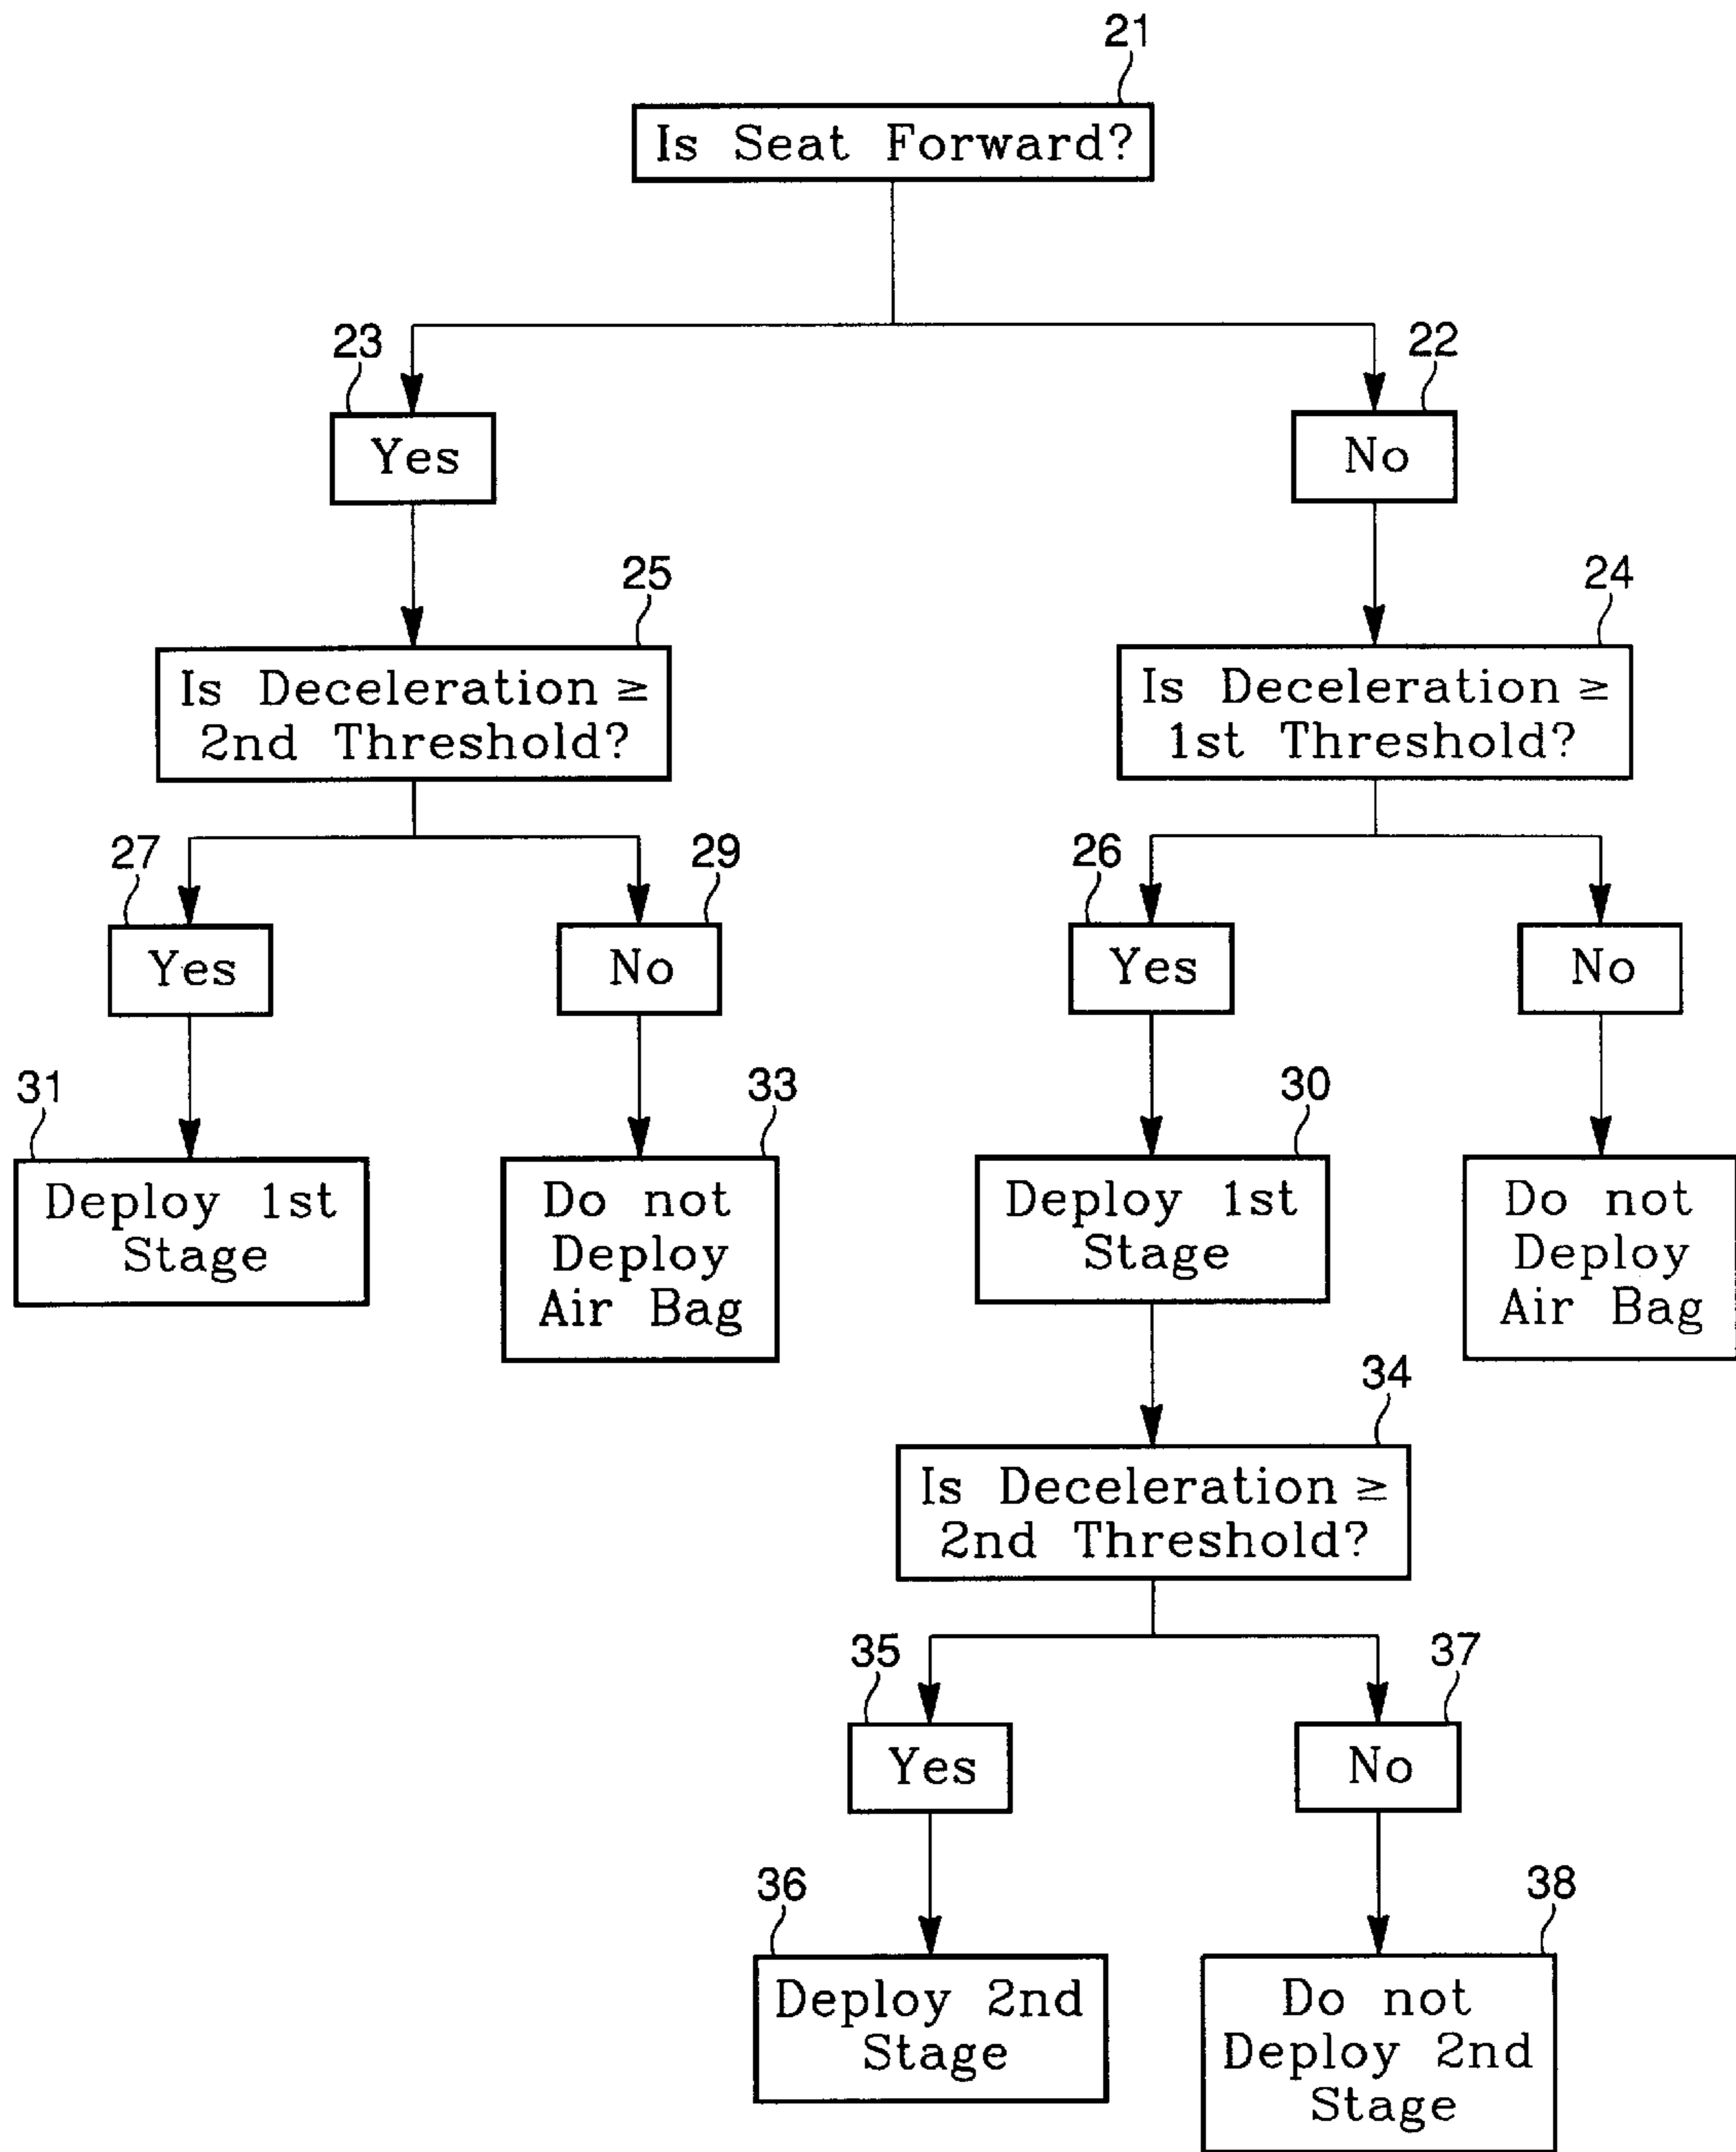 21
Is Seat Forward?
23
22
Yes
No
25
24
Is Deceleration ≥
2nd Threshold?
Is Deceleration ≥
1st Threshold?
27
29
26
Yes
No
Yes
No
31
33
30
Deploy 1st
Stage
Do not
Deploy
Air Bag
Deploy 1st
Stage
Do not
Deploy
Air Bag
34
Is Deceleration ≥
2nd Threshold?
35
37
Yes
No
36
38
Deploy 2nd
Stage
Do not
Deploy 2nd
Stage